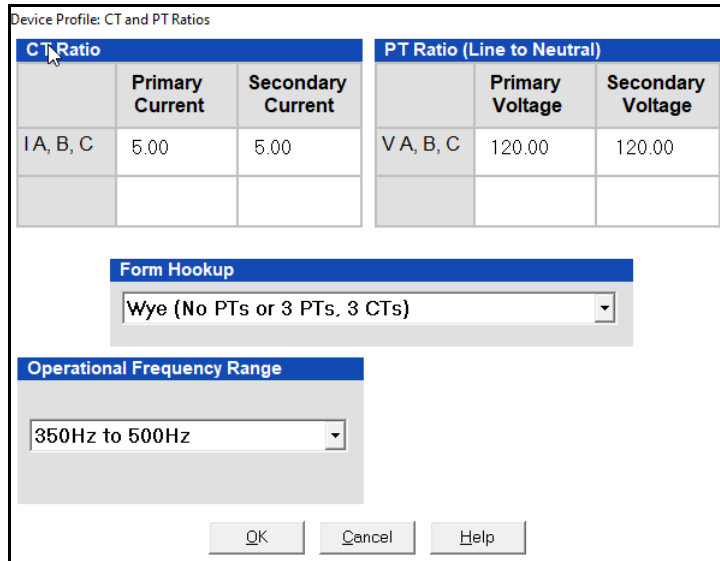 Device Profile: CT and PT Ratios
CT Ratio
Primary Current
Secondary Current
I A, B, C
5.00
5.00
PT Ratio (Line to Neutral)
Primary Voltage
Secondary Voltage
V A, B, C
120.00
120.00
Form Hookup
Wye (No PTs or 3 PTs, 3 CTs)
Operational Frequency Range
350Hz to 500Hz
OK
Cancel
Help